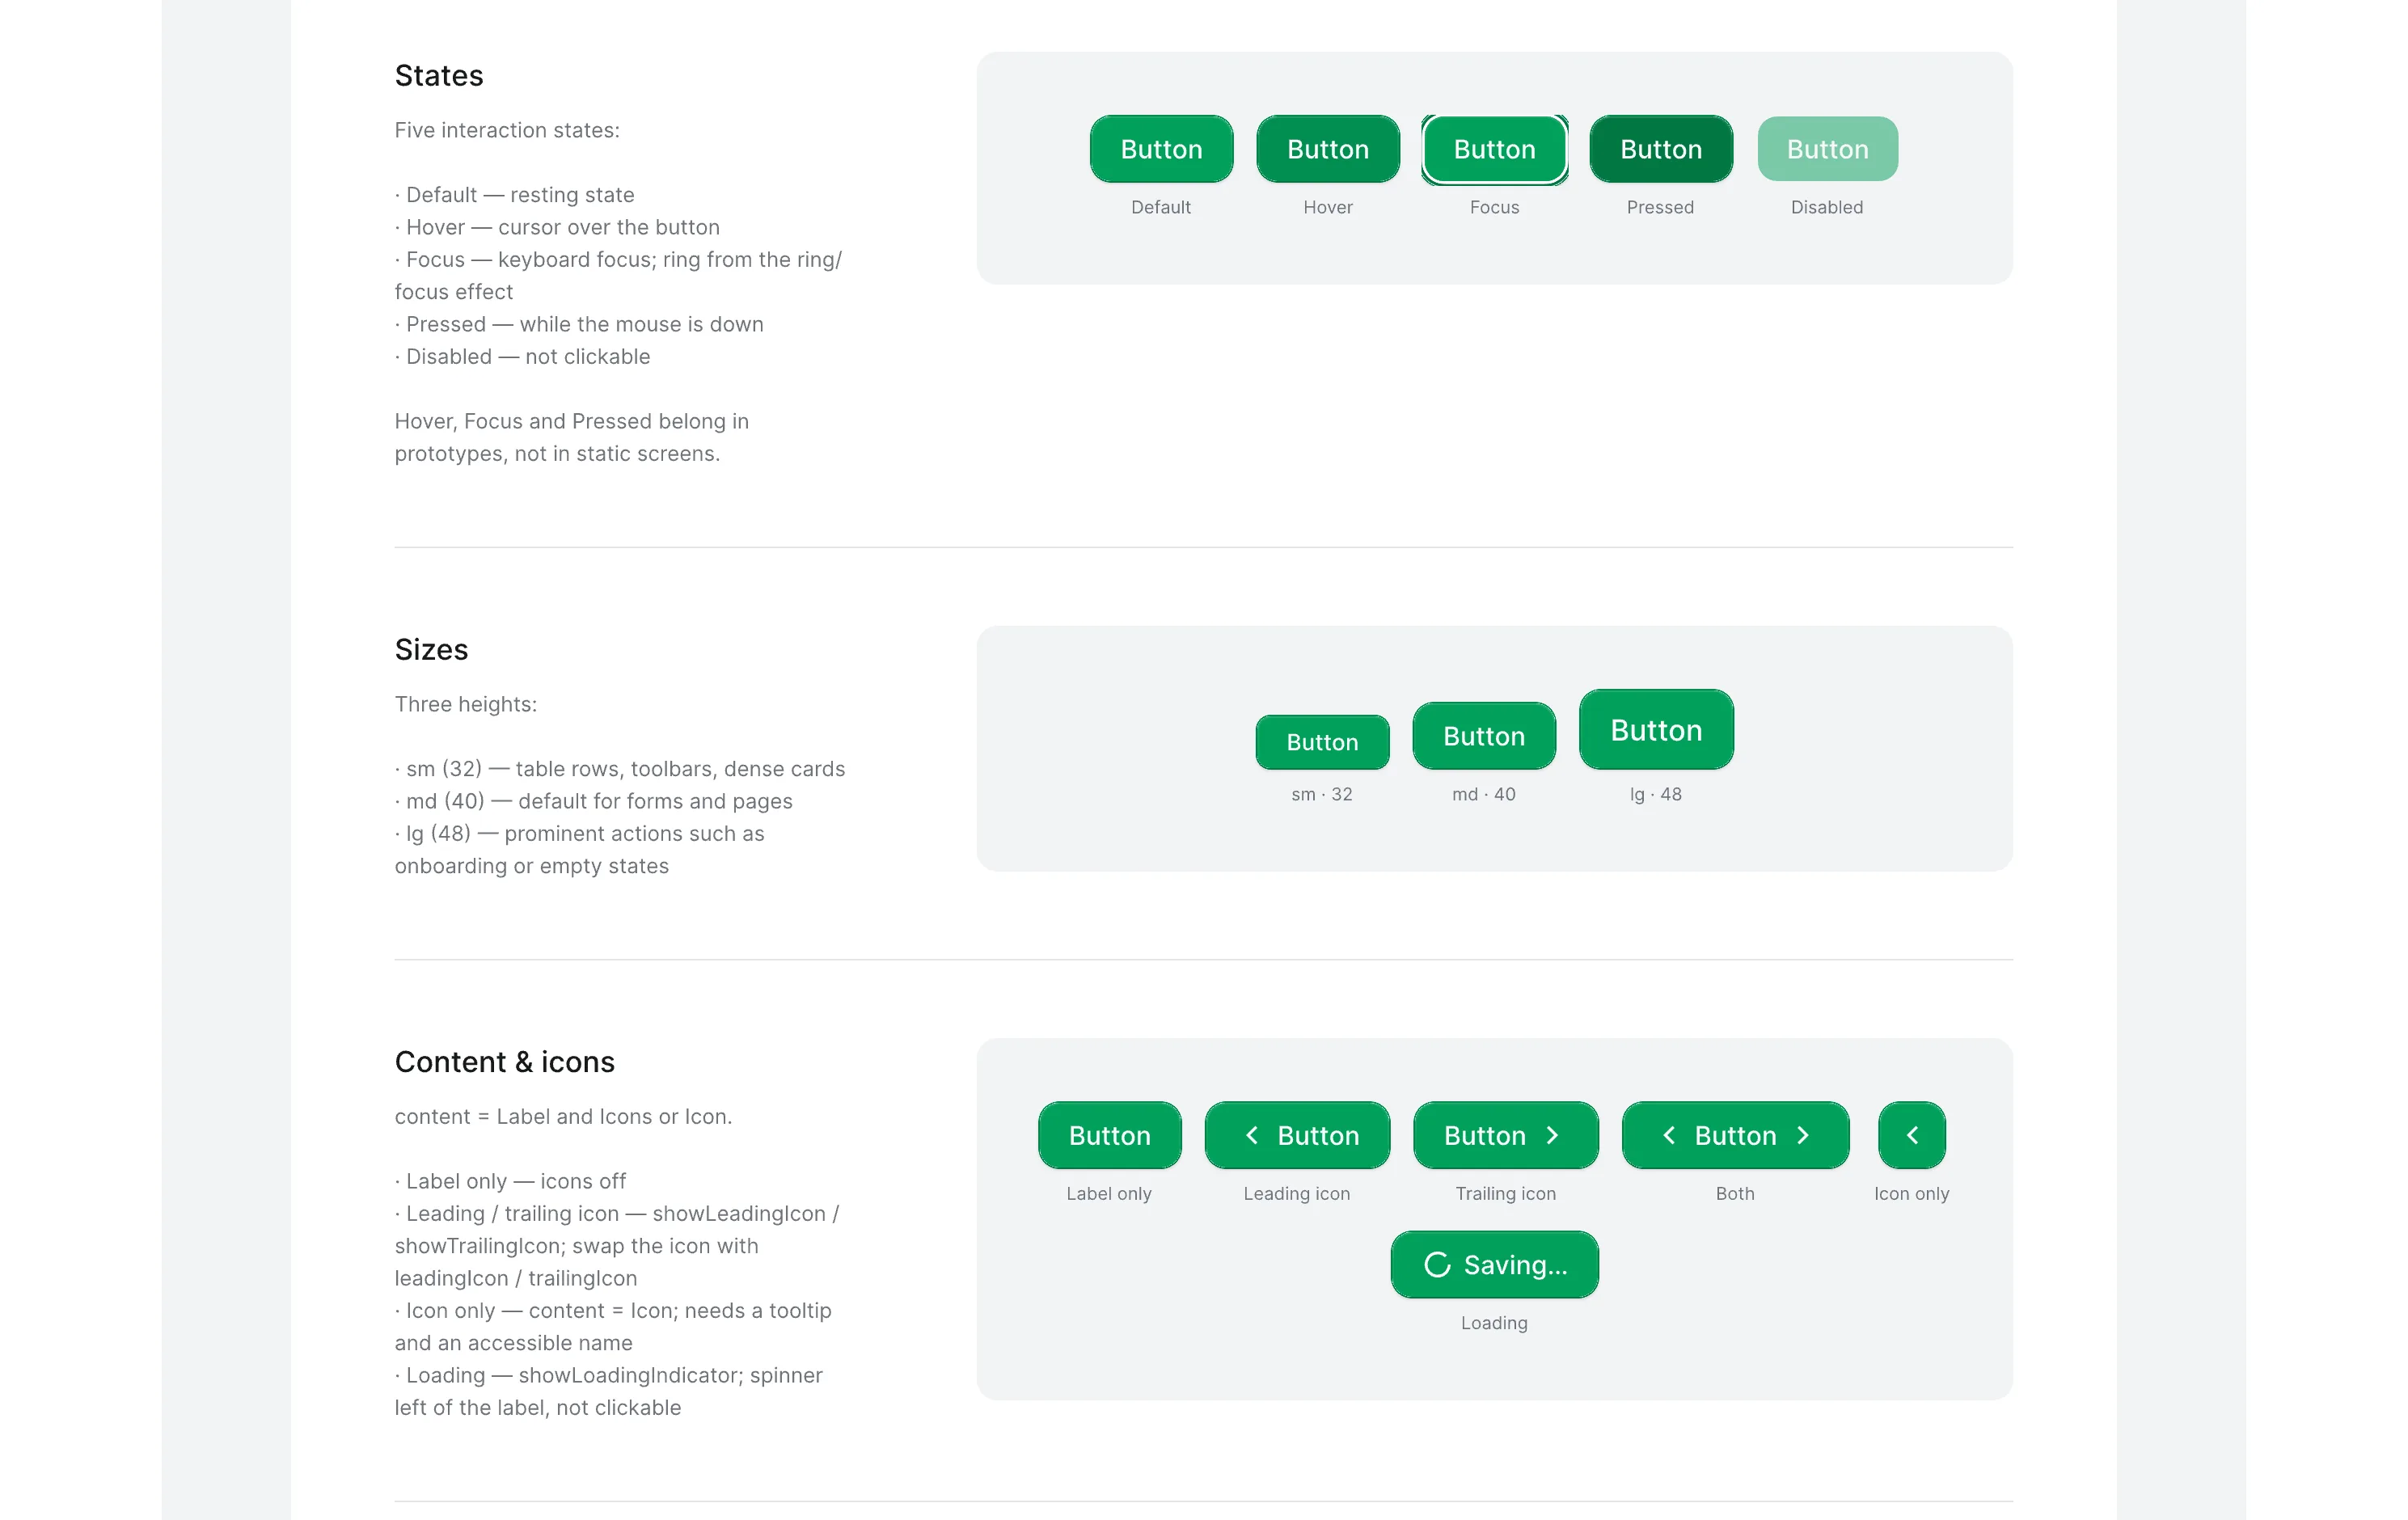 States
Five interaction states:
· Default — resting state
· Hover — cursor over the button
· Focus — keyboard focus; ring from the ring/
focus effect
· Pressed — while the mouse is down
· Disabled — not clickable
Hover, Focus and Pressed belong in
prototypes, not in static screens.
Button Button Button Button Button
Default Hover Focus Pressed Disabled
Sizes
Three heights:
· sm (32) — table rows, toolbars, dense cards
· md (40) — default for forms and pages
· lg (48) — prominent actions such as
onboarding or empty states
Button Button Button
sm · 32 md · 40 lg · 48
Content & icons
content = Label and Icons or Icon.
· Label only — icons off
· Leading / trailing icon — showLeadingIcon /
showTrailingIcon; swap the icon with
leadingIcon / trailingIcon
· Icon only — content = Icon; needs a tooltip
and an accessible name
· Loading — showLoadingIndicator; spinner
left of the label, not clickable
Button Button Button Button
Label only Leading icon Trailing icon Both Icon only
Saving...
Loading